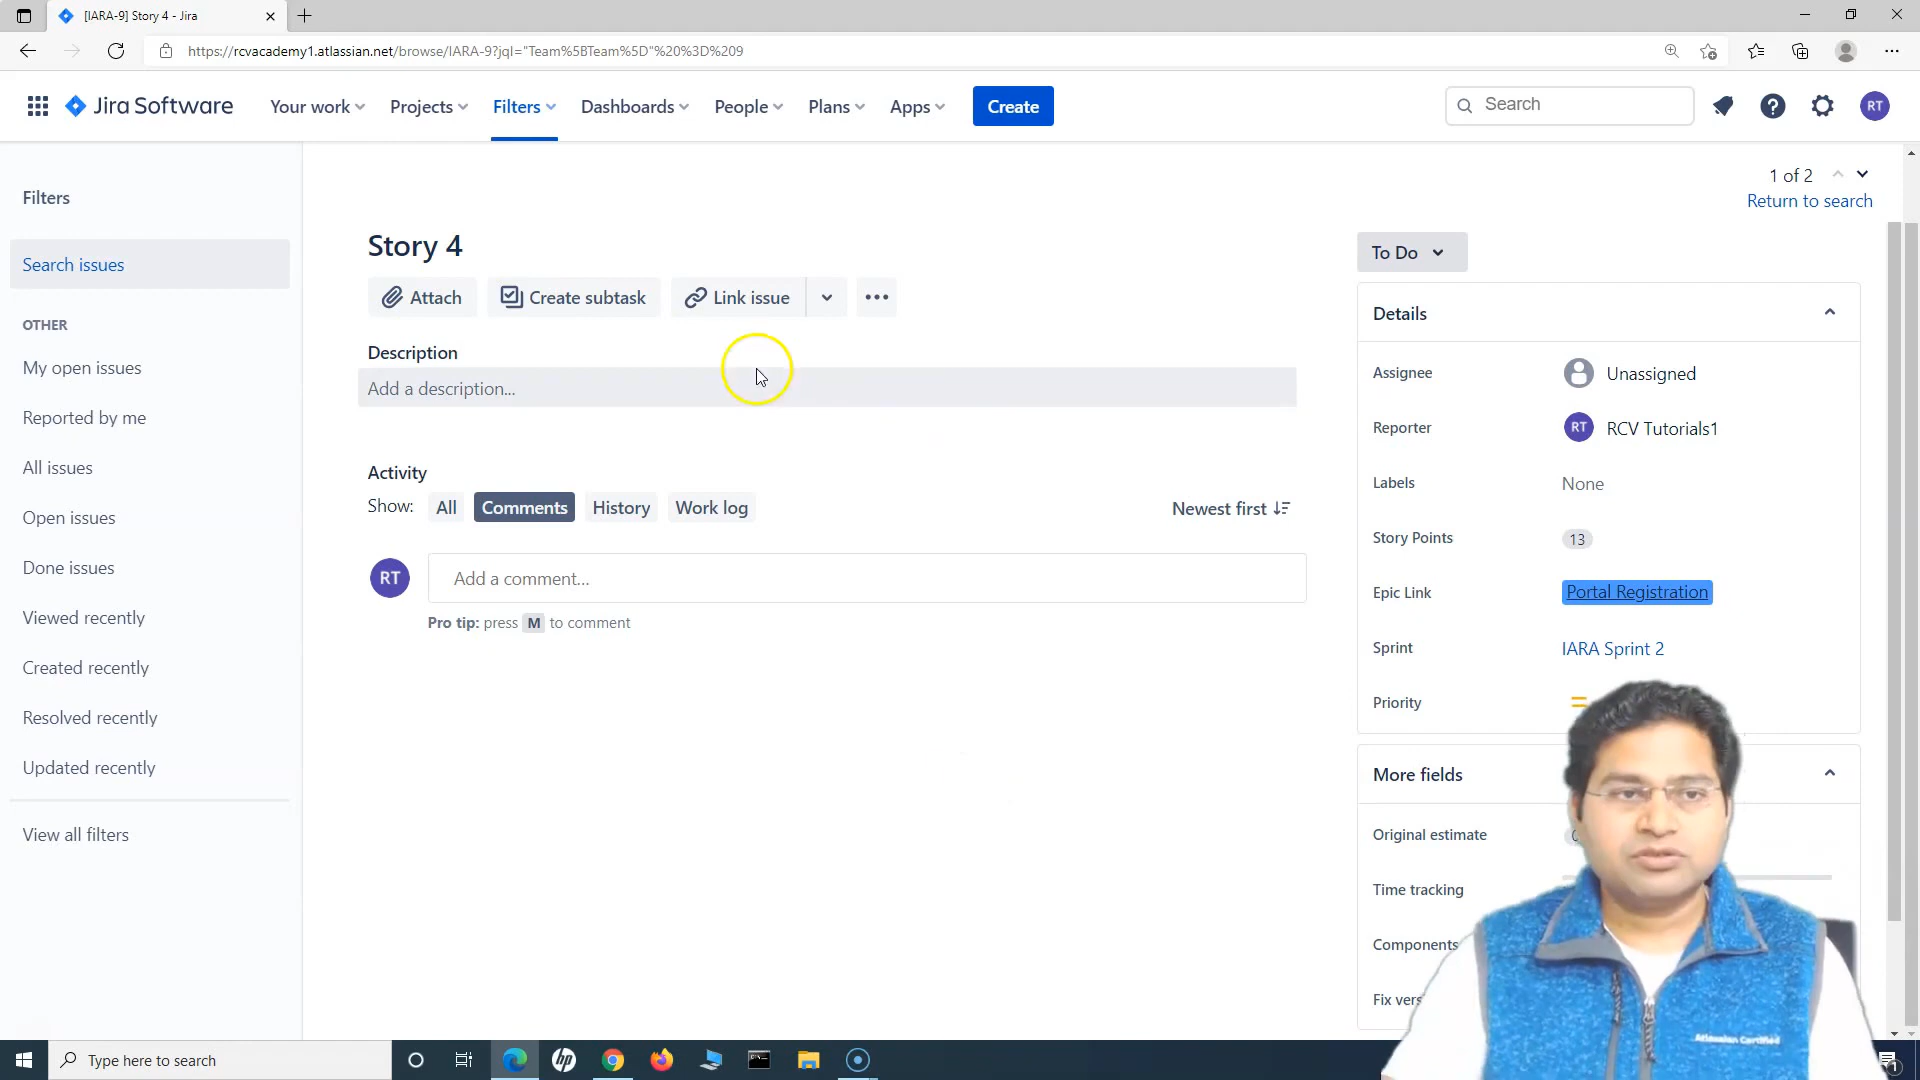 [IARA-9] Story 4 - Jira
https://rcvacademy1.atlassian.net/browse/IARA-9?jql="Team%5BTeam%5D"%20%3D%209
Jira Software
Your work
Projects
Filters
Dashboards
People
Plans
Apps
Create
Search
RT
Filters
Search issues
OTHER
My open issues
Reported by me
All issues
Open issues
Done issues
Viewed recently
Created recently
Resolved recently
Updated recently
View all filters
1 of 2
Return to search
Story 4
Attach
Create subtask
Link issue
Description
Add a description...
Activity
Show:
All
Comments
History
Work log
Newest first
RT
Add a comment...
Pro tip: press M to comment
To Do
Details
Assignee
Unassigned
Reporter
RT
RCV Tutorials1
Labels
None
Story Points
13
Epic Link
Portal Registration
Sprint
IARA Sprint 2
Priority
More fields
Original estimate
Time tracking
Components
Fix vers
Atlassian Certified
Type here to search
hp
1